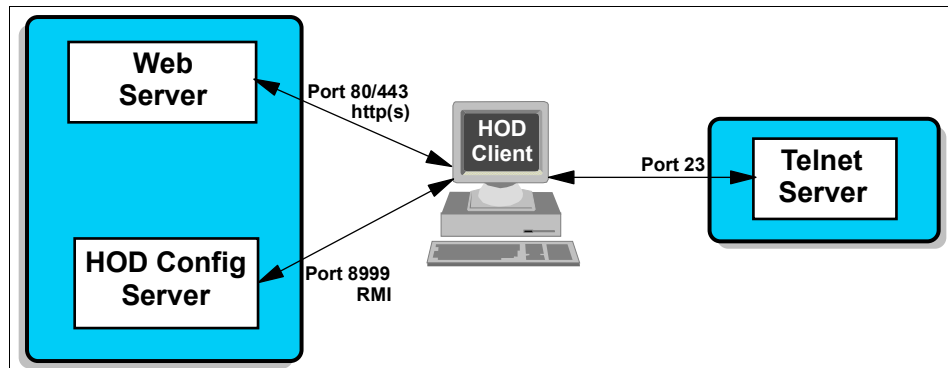 Web
Server
Port 80/443
http(s)
HOD
Client
Port 23
Telnet
Server
HOD Config
Server
Port 8999
RMI